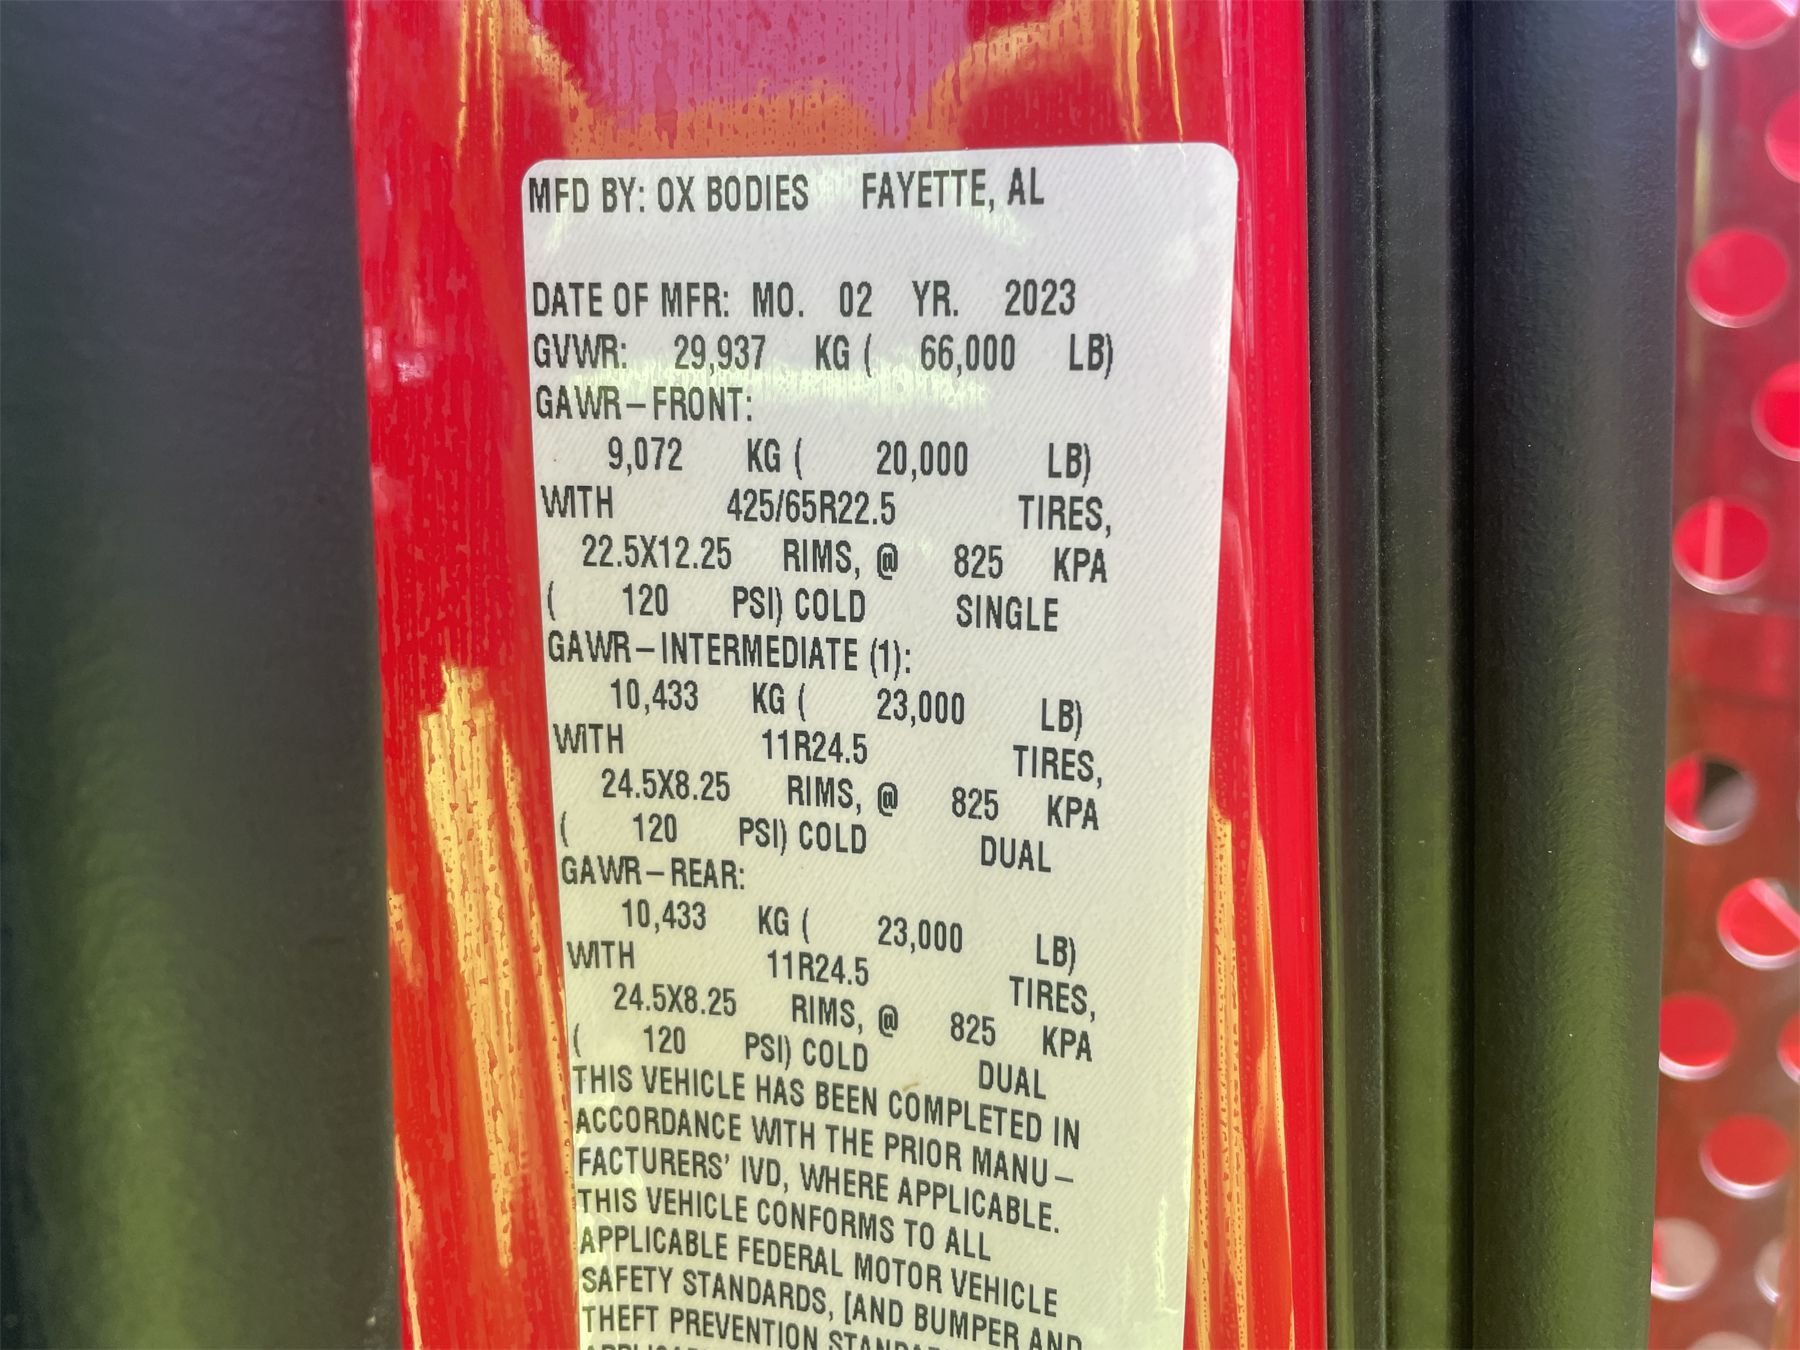 MFD BY: OX BODIES FAYETTE, AL
DATE OF MFR: MO. 02 YR. 2023
GVWR: 29,937 KG ( 66,000 LB)
GAWR-FRONT:
9,072 KG ( 20,000 LB)
WITH 425/65R22.5 TIRES,
22.5X12.25 RIMS, @ 825 KPA
( 120 PSI) COLD SINGLE
GAWR-INTERMEDIATE (1):
10,433 KG ( 23,000 LB)
WITH 11R24.5 TIRES,
24.5X8.25 RIMS, @ 825 KPA
( 120 PSI) COLD DUAL
GAWR-REAR:
10,433 KG ( 23,000 LB)
WITH 11R24.5 TIRES,
24.5X8.25 RIMS, @ 825 KPA
( 120 PSI) COLD DUAL
THIS VEHICLE HAS BEEN COMPLETED IN
ACCORDANCE WITH THE PRIOR MANU-
FACTURERS' IVD, WHERE APPLICABLE.
THIS VEHICLE CONFORMS TO ALL
APPLICABLE FEDERAL MOTOR VEHICLE
SAFETY STANDARDS, [AND BUMPER AND
THEFT PREVENTION